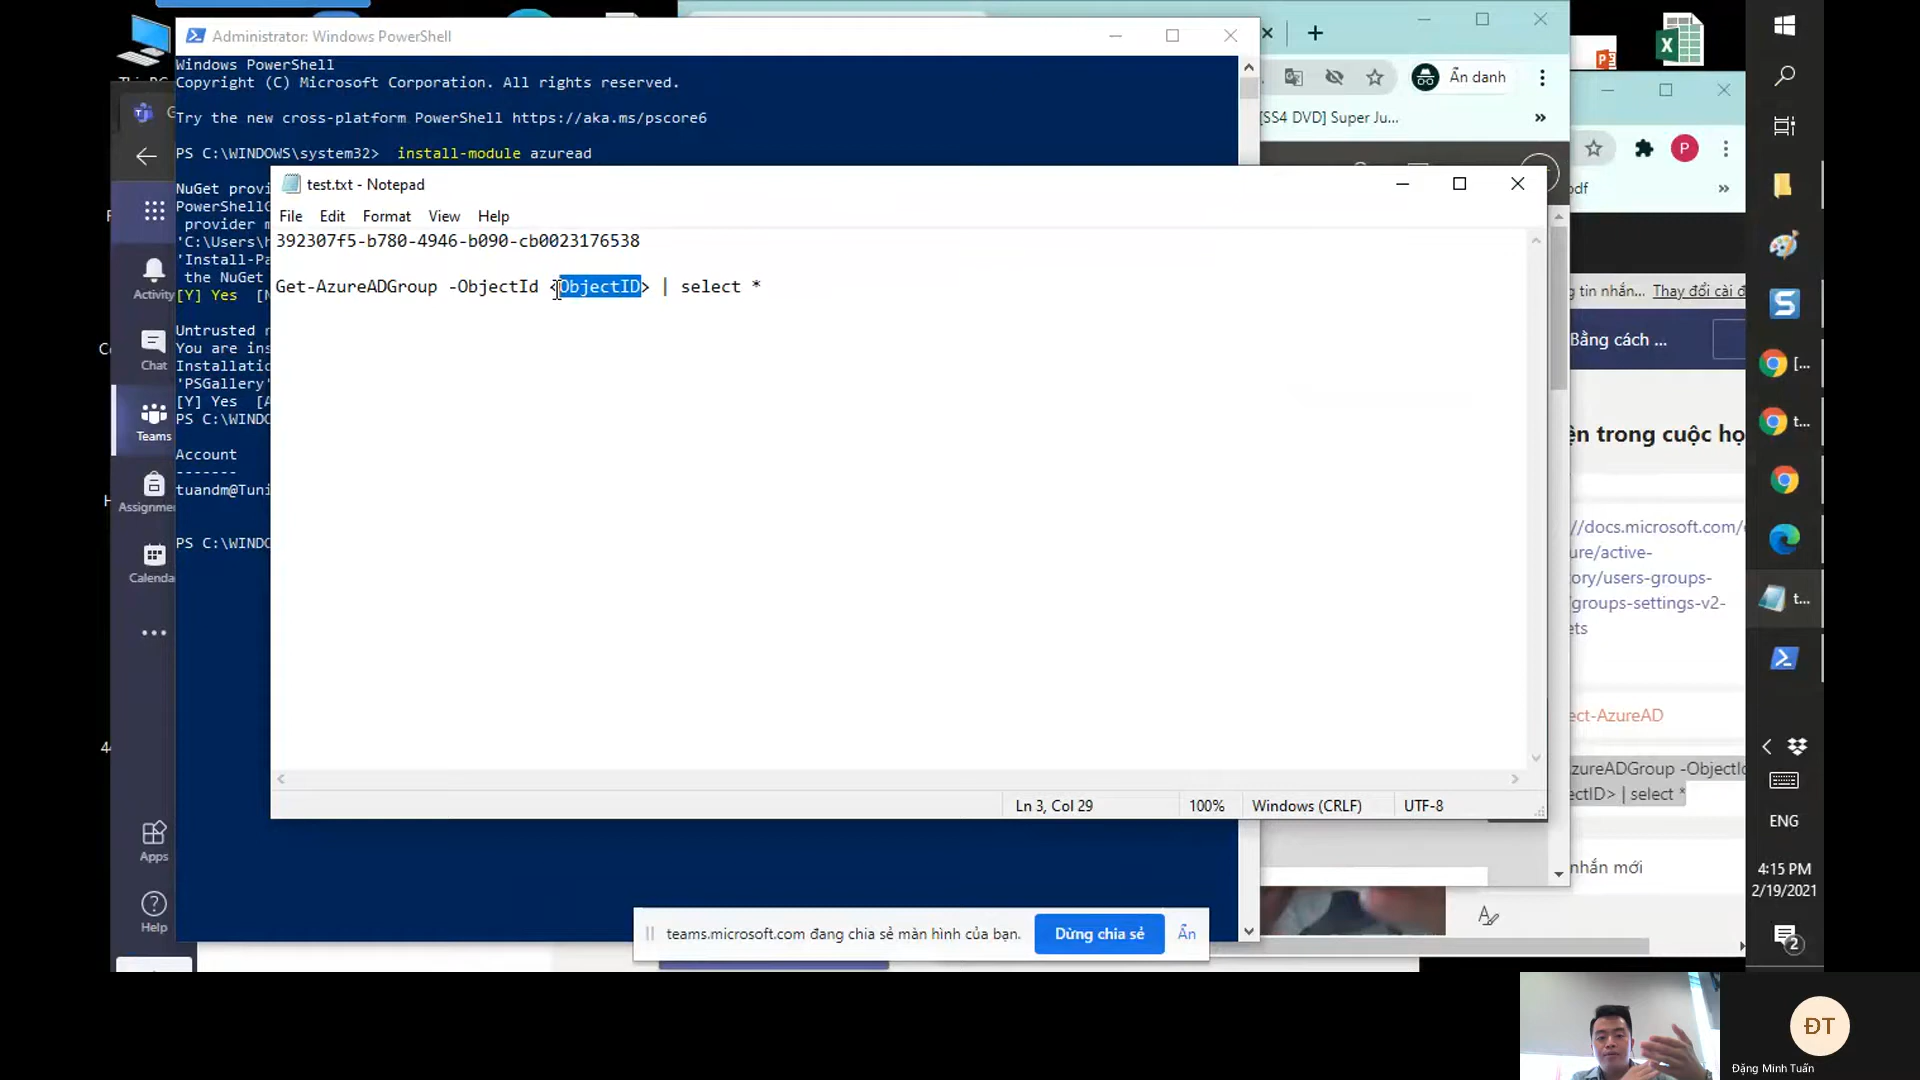 Administrator: Windows PowerShell
Windows PowerShell
Copyright (C) Microsoft Corporation. All rights reserved.
Try the new cross-platform PowerShell https://aka.ms/pscore6
PS C:\WINDOWS\system32>  install-module azuread
NuGet provi
PowerShellG
provider m
'C:\Users\h
'Install-Pa
the NuGet
[Y] Yes  [N
Untrusted r
You are ins
Installatio
'PSGallery'
[Y] Yes  [A
PS C:\WINDO
Account
-------
tuandm@Tuni
PS C:\WINDO
test.txt - Notepad
File Edit Format View Help
392307f5-b780-4946-b090-cb0023176538
Get-AzureADGroup -ObjectId <ObjectID> | select *
Ln 3, Col 29
100%
Windows (CRLF)
UTF-8
Activity
Chat
Teams
Assignme
Calenda
Apps
Help
Ẩn danh
[SS4 DVD] Super Ju...
»
P
odf
»
g tin nhắn... Thay đổi cài đ
Bằng cách ...
ện trong cuộc họ
//docs.microsoft.com/
ure/active-
tory/users-groups-
/groups-settings-v2-
ets
ect-AzureAD
zureADGroup -ObjectId
ectID> | select *
nhắn mới
teams.microsoft.com đang chia sẻ màn hình của bạn.
Dừng chia sẻ
Ẩn
[...
t...
t...
ENG
4:15 PM
2/19/2021
2
ĐT
Đặng Minh Tuấn